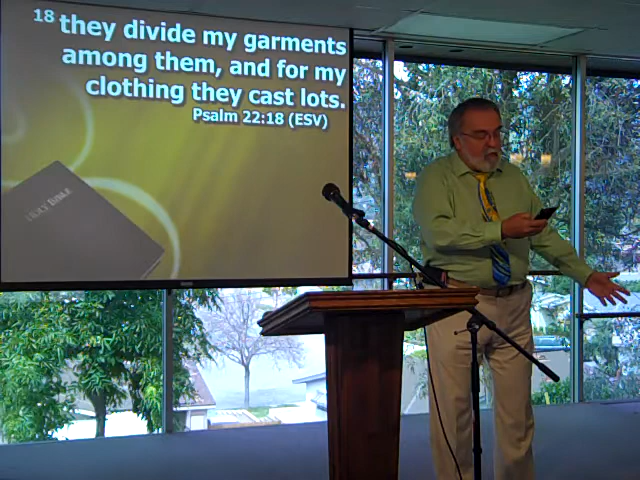 18 they divide my garments
among them, and for my
clothing they cast lots.
Psalm 22:18 (ESV)
HOLY BIBLE